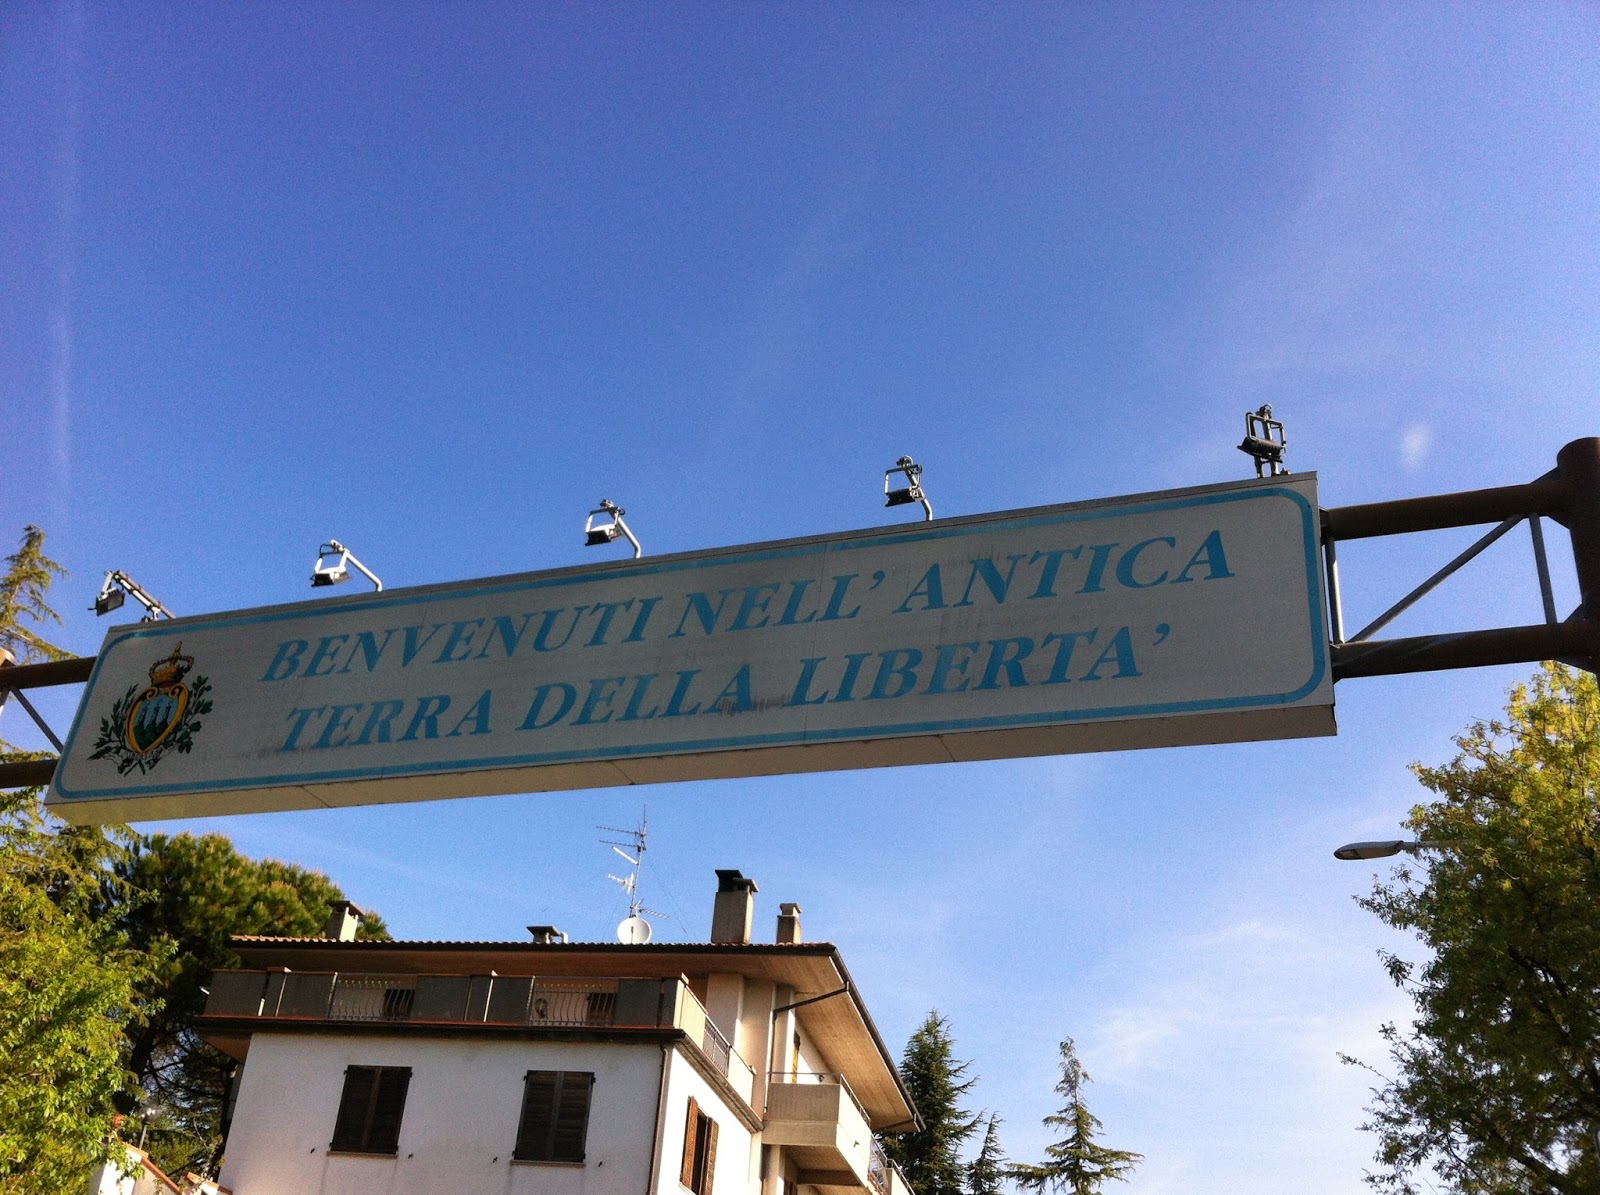 BENVENUTI NELL' ANTICA
TERRA DELLA LIBERTA'